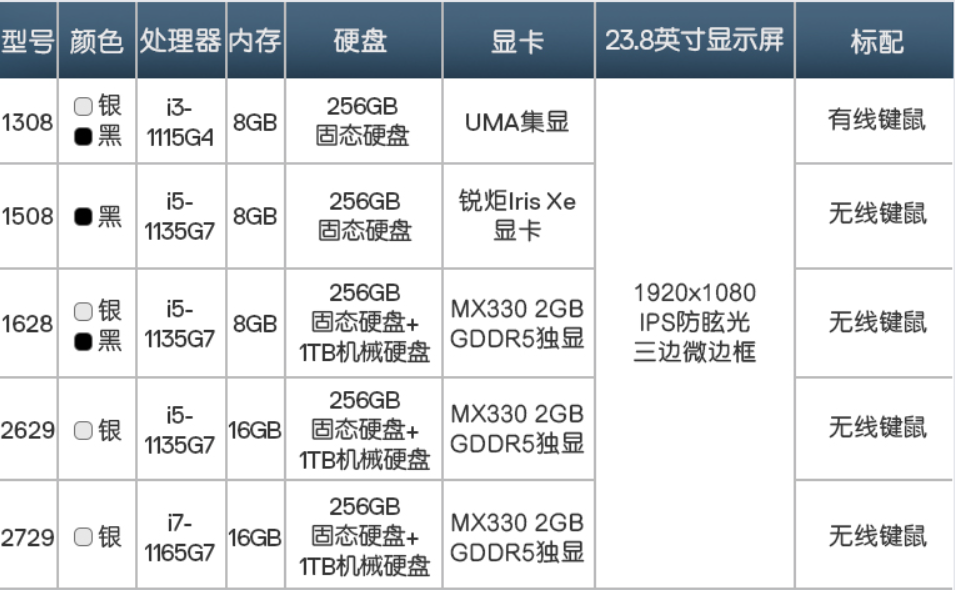 型号 颜色 处理器 内存 硬盘 显卡 23.8英寸显示屏 标配
1308
银
黑
i3-
1115G4
8GB
256GB
固态硬盘
UMA集显
1920x1080
IPS防眩光
三边微边框
有线键鼠
1508
黑
i5-
1135G7
8GB
256GB
固态硬盘
锐炬Iris Xe
显卡
无线键鼠
1628
银
黑
i5-
1135G7
8GB
256GB
固态硬盘+
1TB机械硬盘
MX330 2GB
GDDR5独显
无线键鼠
2629
银
i5-
1135G7
16GB
256GB
固态硬盘+
1TB机械硬盘
MX330 2GB
GDDR5独显
无线键鼠
2729
银
i7-
1165G7
16GB
256GB
固态硬盘+
1TB机械硬盘
MX330 2GB
GDDR5独显
无线键鼠